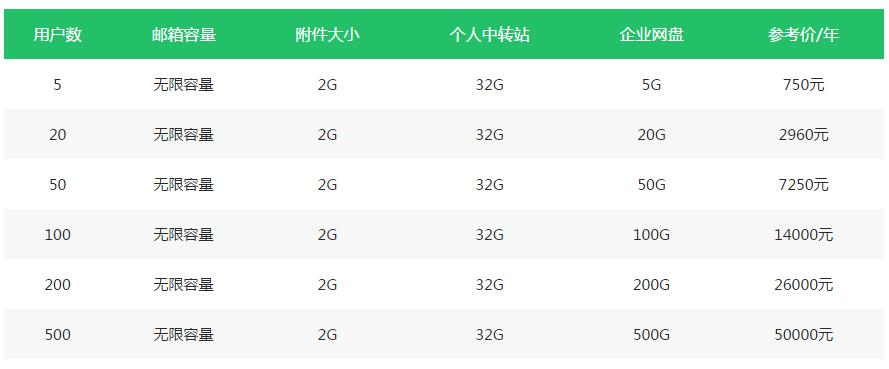 用户数 邮箱容量 附件大小 个人中转站 企业网盘 参考价/年
5 无限容量 2G 32G 5G 750元
20 无限容量 2G 32G 20G 2960元
50 无限容量 2G 32G 50G 7250元
100 无限容量 2G 32G 100G 14000元
200 无限容量 2G 32G 200G 26000元
500 无限容量 2G 32G 500G 50000元